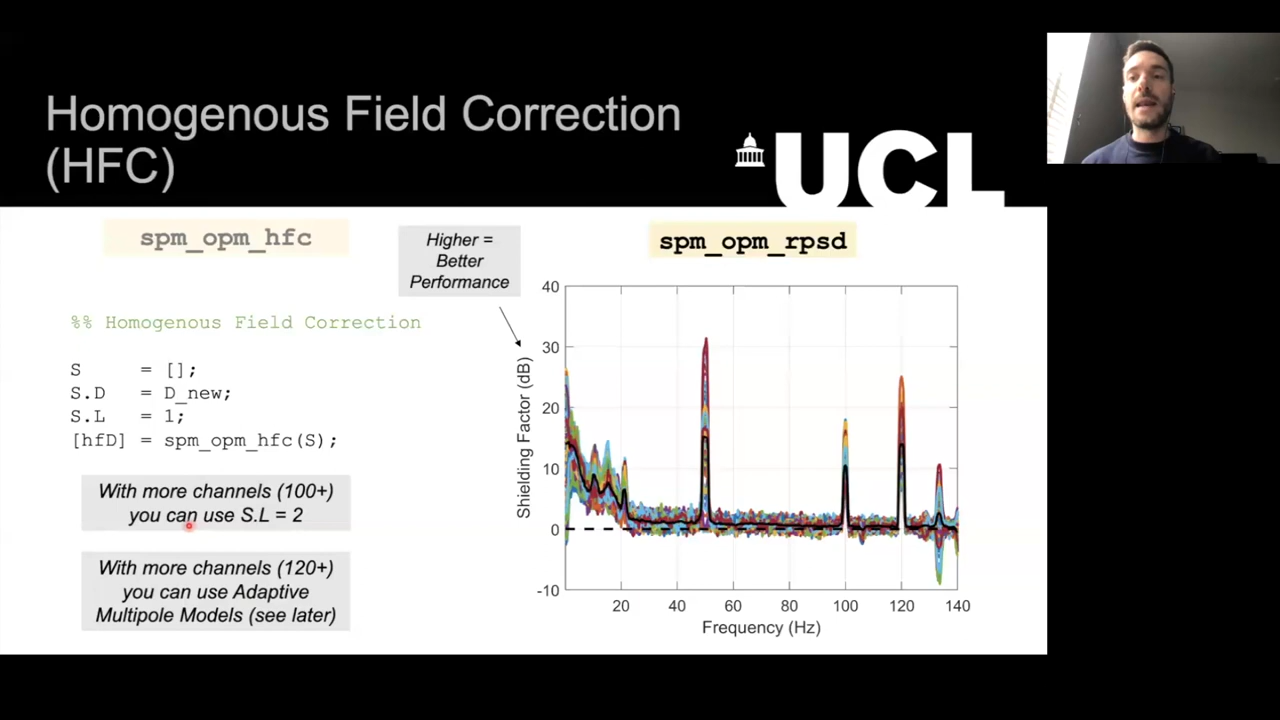 Homogenous Field Correction
(HFC)
UCL
spm_opm_hfc
%% Homogenous Field Correction
S = [];
S.D = D_new;
S.L = 1;
[hfD] = spm_opm_hfc(S);
With more channels (100+)
you can use S.L = 2
With more channels (120+)
you can use Adaptive
Multipole Models (see later)
Higher =
Better
Performance
spm_opm_rpsd
Shielding Factor (dB)
40
30
20
10
0
-10
20 40 60 80 100 120 140
Frequency (Hz)